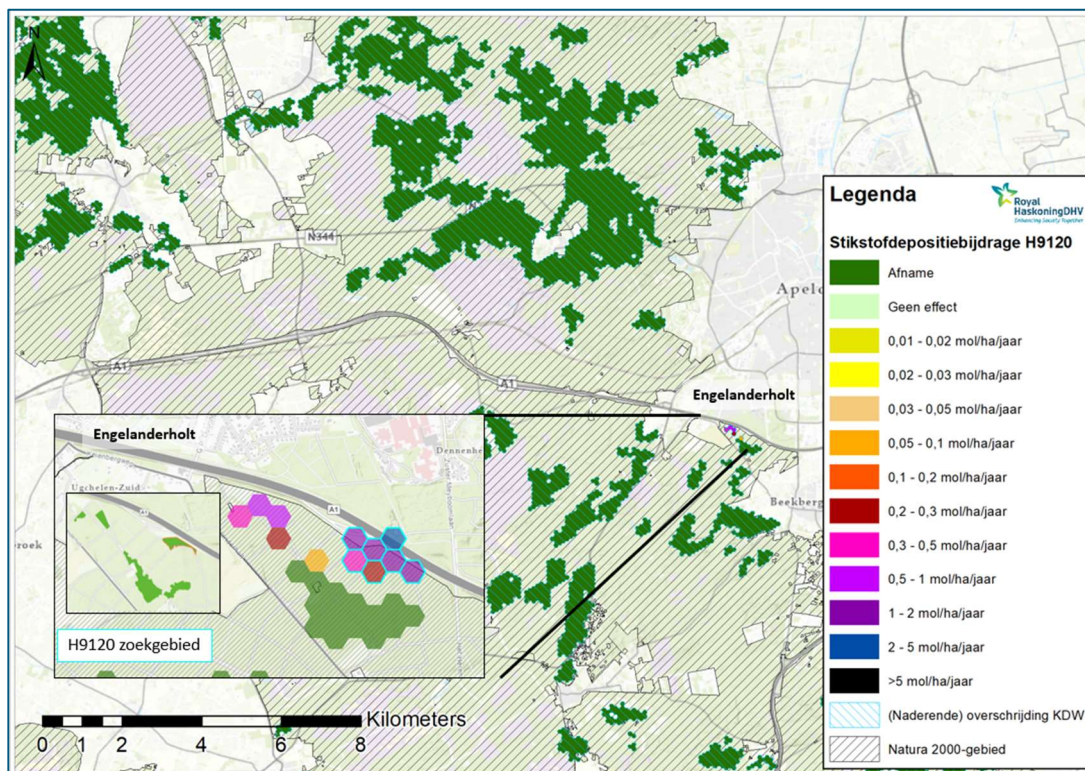 N
N344
A1
Apel
A1
Engelanderholt
Beekberg
Engelanderholt
Dennenhe
Ugchelen-Zuid
A1
A1
broek
H9120 zoekgebied
Kilometers
0 1 2 4 6 8
Legenda
Royal
HaskoningDHV
Enhancing Society Together
Stikstofdepositiebijdrage H9120
Afname
Geen effect
0,01 - 0,02 mol/ha/jaar
0,02 - 0,03 mol/ha/jaar
0,03 - 0,05 mol/ha/jaar
0,05 - 0,1 mol/ha/jaar
0,1 - 0,2 mol/ha/jaar
0,2 - 0,3 mol/ha/jaar
0,3 - 0,5 mol/ha/jaar
0,5 - 1 mol/ha/jaar
1 - 2 mol/ha/jaar
2 - 5 mol/ha/jaar
>5 mol/ha/jaar
(Naderende) overschrijding KDW
Natura 2000-gebied